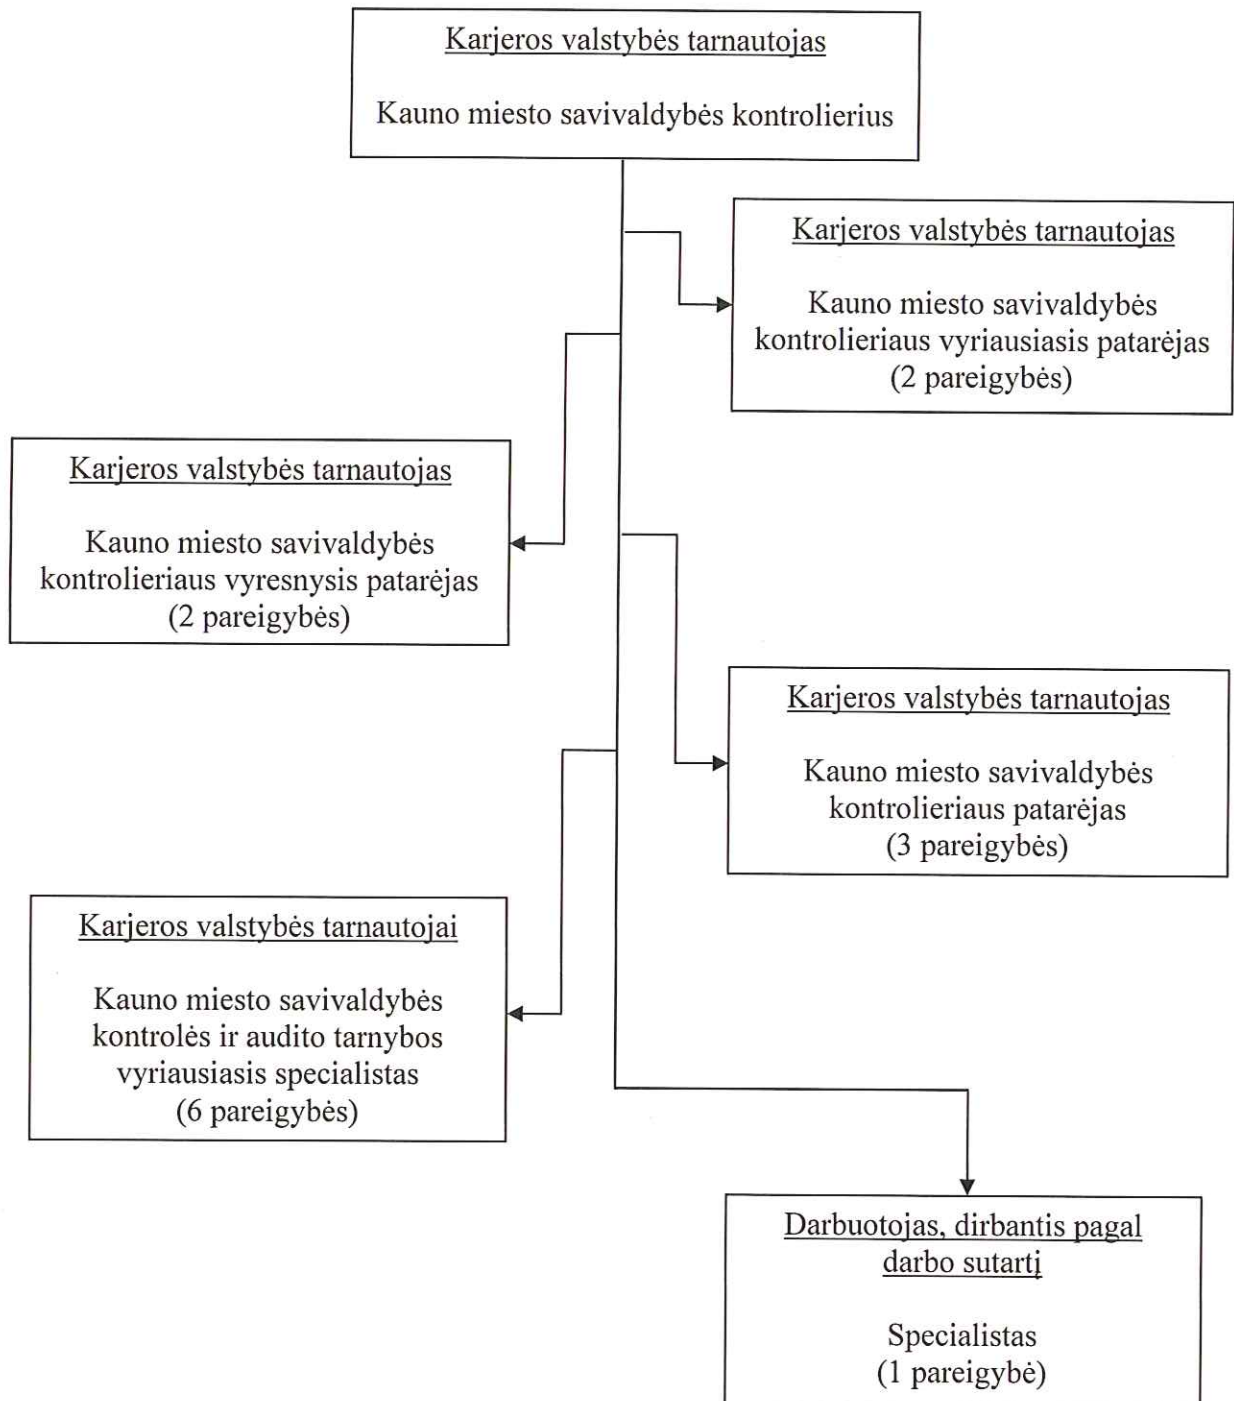 Karjeros valstybės tarnautojas
Kauno miesto savivaldybės kontrolierius
Karjeros valstybės tarnautojas
Kauno miesto savivaldybės
kontrolieriaus vyriausiasis patarėjas
(2 pareigybės)
Karjeros valstybės tarnautojas
Kauno miesto savivaldybės
kontrolieriaus vyresnysis patarėjas
(2 pareigybės)
Karjeros valstybės tarnautojas
Kauno miesto savivaldybės
kontrolieriaus patarėjas
(3 pareigybės)
Karjeros valstybės tarnautojai
Kauno miesto savivaldybės
kontrolės ir audito tarnybos
vyriausiasis specialistas
(6 pareigybės)
Darbuotojas, dirbantis pagal
darbo sutartį
Specialistas
(1 pareigybė)